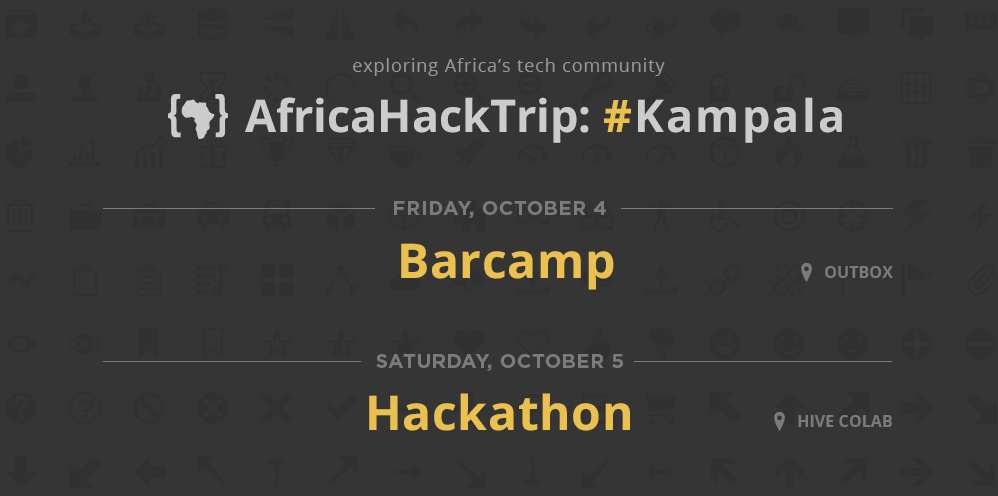 exploring Africa's tech community
{ } AfricaHackTrip: #Kampala
FRIDAY, OCTOBER 4
Barcamp
OUTBOX
SATURDAY, OCTOBER 5
Hackathon
HIVE COLAB